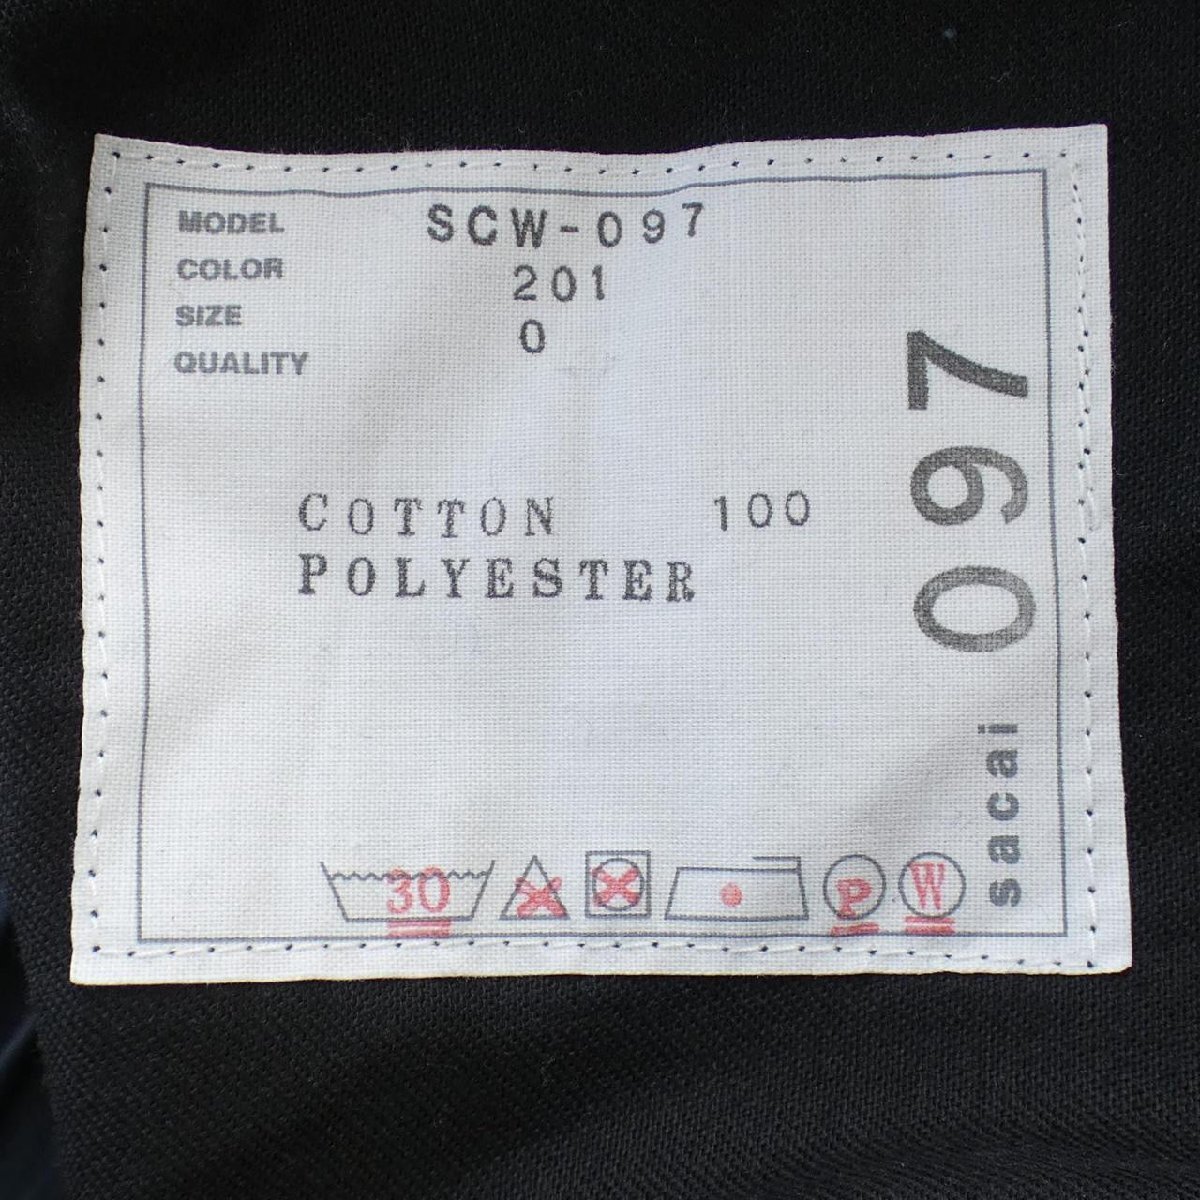 MODEL SCW-097
COLOR 201
SIZE 0
QUALITY
COTTON 100
POLYESTER
30
P
W
sacai 097